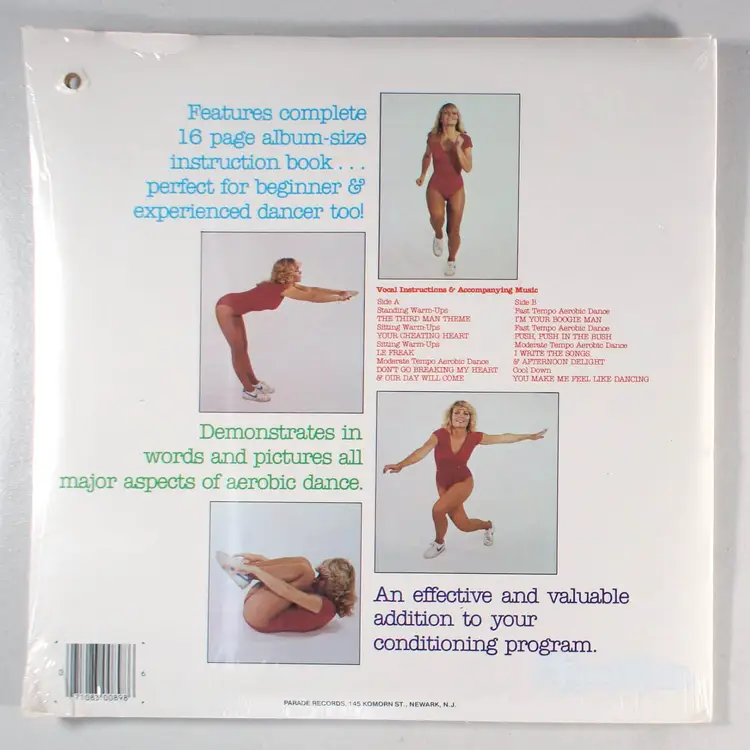 Features complete
16 page album-size
instruction book...
perfect for beginner &
experienced dancer too!
Vocal Instructions & Accompanying Music
Side A
Standing Warm-Ups
THE THIRD MAN THEME
Sitting Warm-Ups
YOUR CHEATING HEART
Sitting Warm-Ups
LE FREAK
Moderate Tempo Aerobic Dance
DON'T GO BREAKING MY HEART
& OUR DAY WILL COME
Side B
Fast Tempo Aerobic Dance
I'M YOUR BOOGIE MAN
Fast Tempo Aerobic Dance
PUSH, PUSH IN THE BUSH
Moderate Tempo Aerobic Dance
I WRITE THE SONGS,
& AFTERNOON DELIGHT
Cool Down
YOU MAKE ME FEEL LIKE DANCING
Demonstrates in
words and pictures all
major aspects of aerobic dance.
An effective and valuable
addition to your
conditioning program.
0 71083 00898 6
PARADE RECORDS, 145 KOMORN ST., NEWARK, N.J.